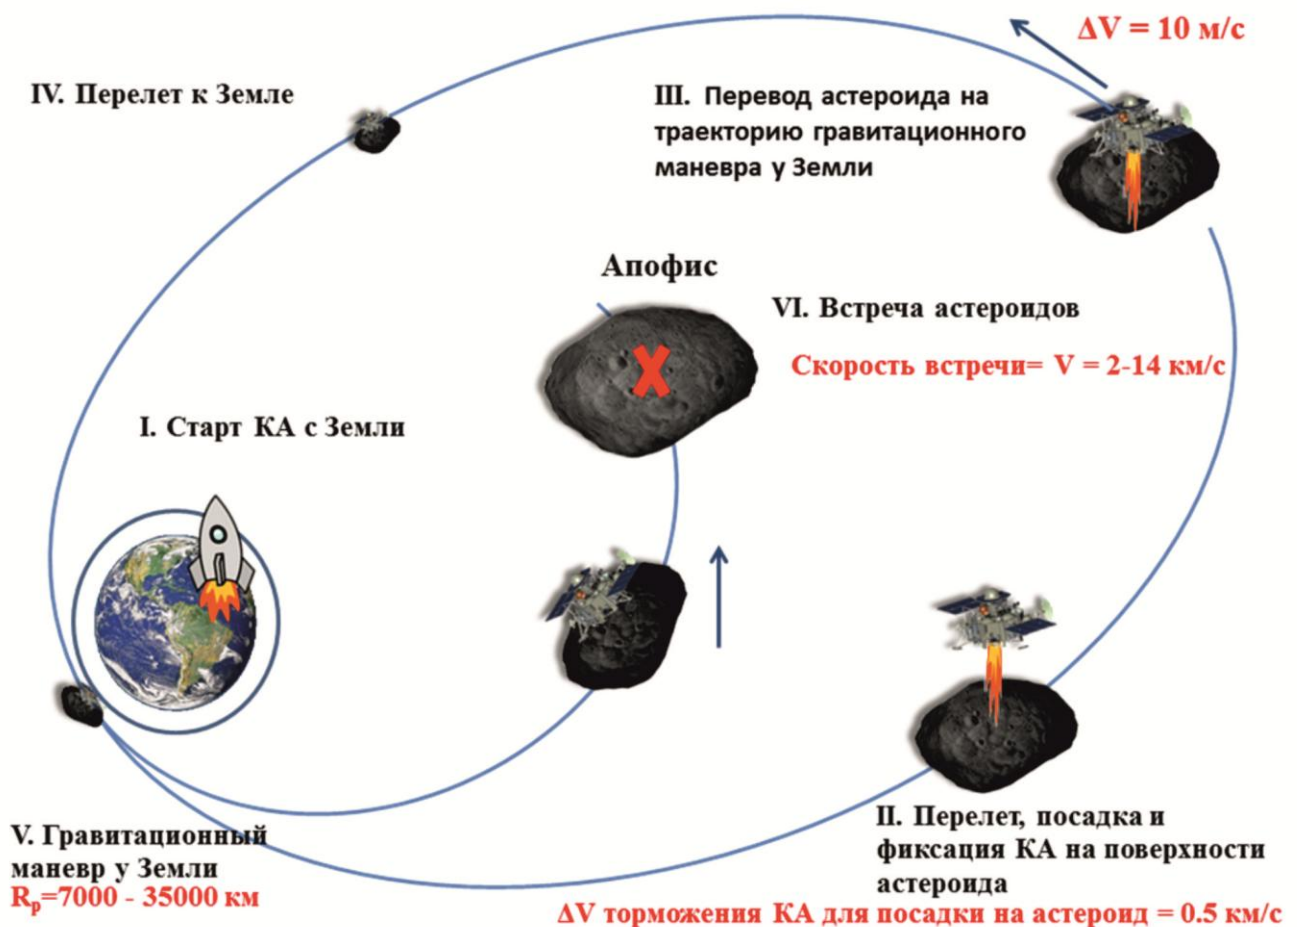 ΔV = 10 м/с
IV. Перелет к Земле
III. Перевод астероида на
траекторию гравитационного
маневра у Земли
Апофис
VI. Встреча астероидов
Скорость встречи= V = 2-14 км/с
I. Старт КА с Земли
V. Гравитационный
маневр у Земли
Rp=7000 - 35000 км
II. Перелет, посадка и
фиксация КА на поверхности
астероида
ΔV торможения КА для посадки на астероид = 0.5 км/с